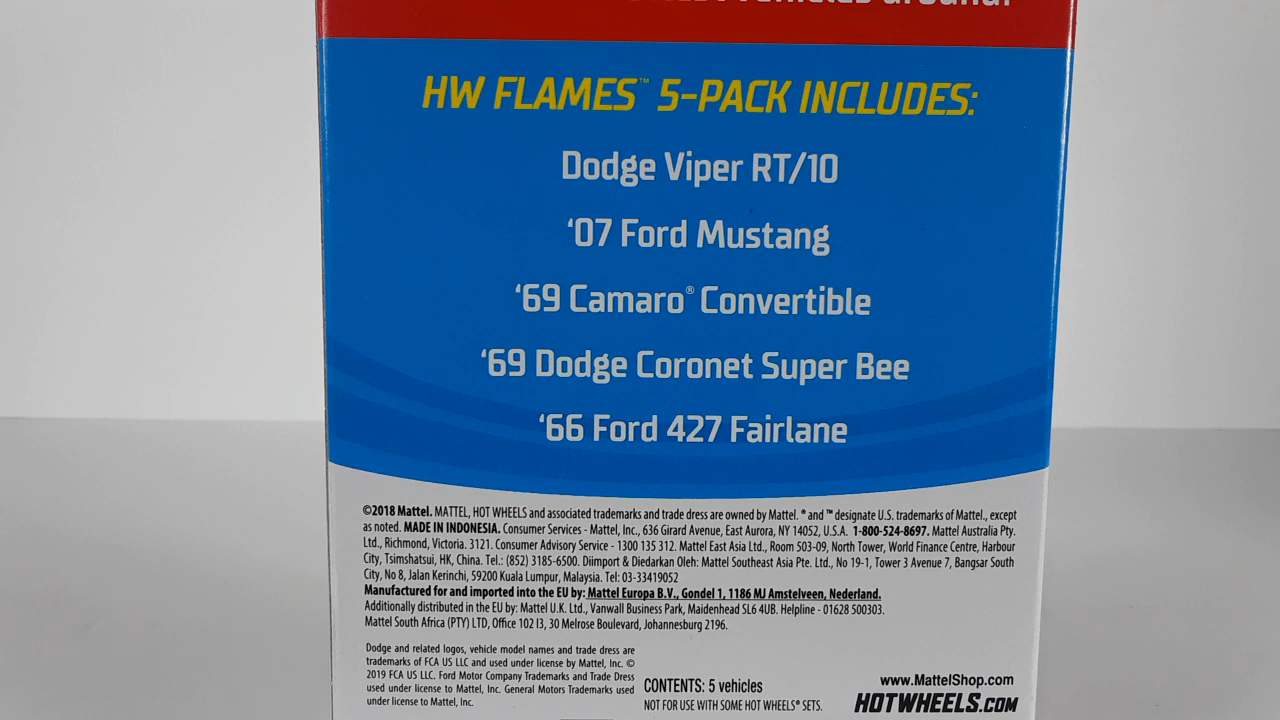 vehicles around!
HW FLAMES™ 5-PACK INCLUDES:
Dodge Viper RT/10
‘07 Ford Mustang
‘69 Camaro® Convertible
‘69 Dodge Coronet Super Bee
‘66 Ford 427 Fairlane
©2018 Mattel. MATTEL, HOT WHEELS and associated trademarks and trade dress are owned by Mattel. ® and ™ designate U.S. trademarks of Mattel., except
as noted. MADE IN INDONESIA. Consumer Services - Mattel, Inc., 636 Girard Avenue, East Aurora, NY 14052, U.S.A. 1-800-524-8697. Mattel Australia Pty.
Ltd., Richmond, Victoria. 3121. Consumer Advisory Service - 1300 135 312. Mattel East Asia Ltd., Room 503-09, North Tower, World Finance Centre, Harbour
City, Tsimshatsui, HK, China. Tel.: (852) 3185-6500. Diimport & Diedarkan Oleh: Mattel Southeast Asia Pte. Ltd., No 19-1, Tower 3 Avenue 7, Bangsar South
City, No 8, Jalan Kerinchi, 59200 Kuala Lumpur, Malaysia. Tel: 03-33419052
Manufactured for and imported into the EU by: Mattel Europa B.V., Gondel 1, 1186 MJ Amstelveen, Nederland.
Additionally distributed in the EU by: Mattel U.K. Ltd., Vanwall Business Park, Maidenhead SL6 4UB. Helpline - 01628 500303.
Mattel South Africa (PTY) LTD, Office 102 I3, 30 Melrose Boulevard, Johannesburg 2196.
Dodge and related logos, vehicle model names and trade dress are
trademarks of FCA US LLC and used under license by Mattel, Inc. ©
2019 FCA US LLC. Ford Motor Company Trademarks and Trade Dress
used under license to Mattel, Inc. General Motors Trademarks used
under license to Mattel, Inc.
CONTENTS: 5 vehicles
NOT FOR USE WITH SOME HOT WHEELS® SETS.
www.MattelShop.com
HOTWHEELS.COM